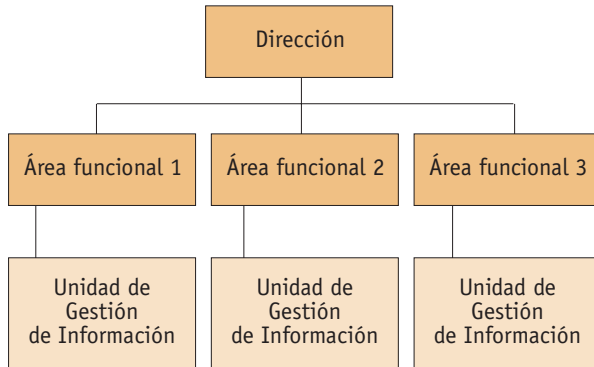 Dirección
Área funcional 1
Área funcional 2
Área funcional 3
Unidad de
Gestión
de Información
Unidad de
Gestión
de Información
Unidad de
Gestión
de Información